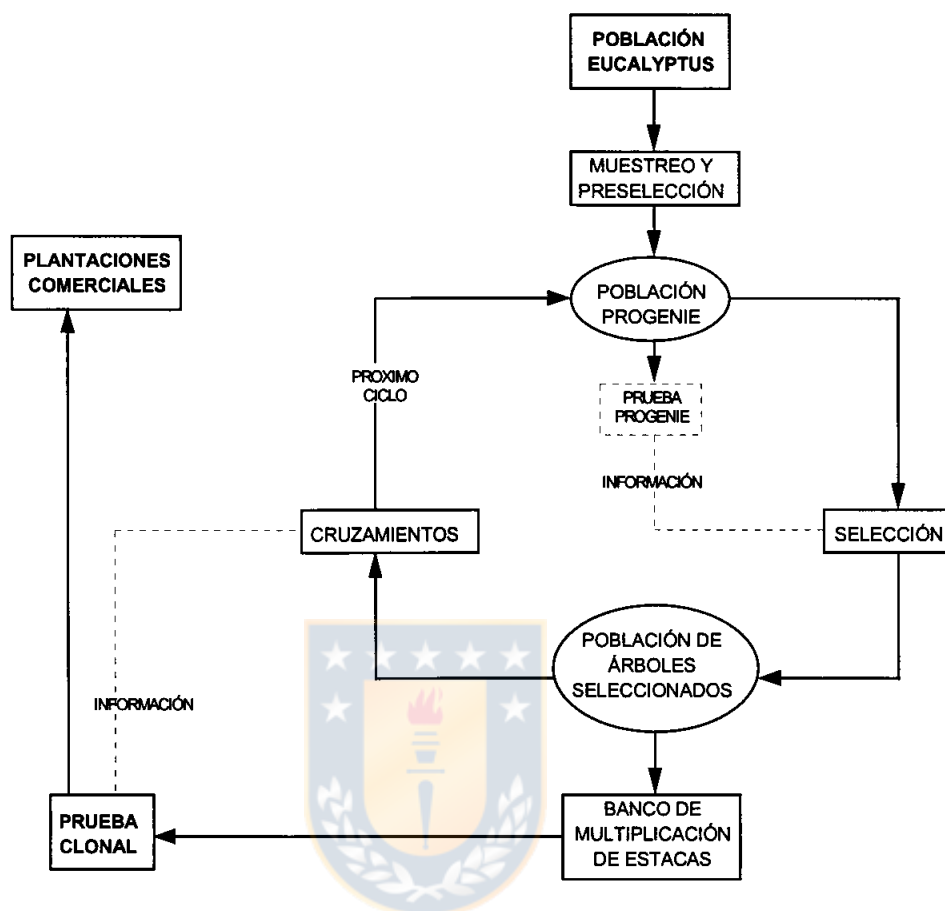 POBLACIÓN
EUCALYPTUS
MUESTREO Y
PRESELECCIÓN
PLANTACIONES
COMERCIALES
POBLACIÓN
PROGENIE
PROXIMO
CICLO
PRUEBA
PROGENIE
INFORMACIÓN
CRUZAMIENTOS
SELECCIÓN
POBLACIÓN DE
ÁRBOLES
SELECCIONADOS
INFORMACIÓN
PRUEBA
CLONAL
BANCO DE
MULTIPLICACIÓN
DE ESTACAS